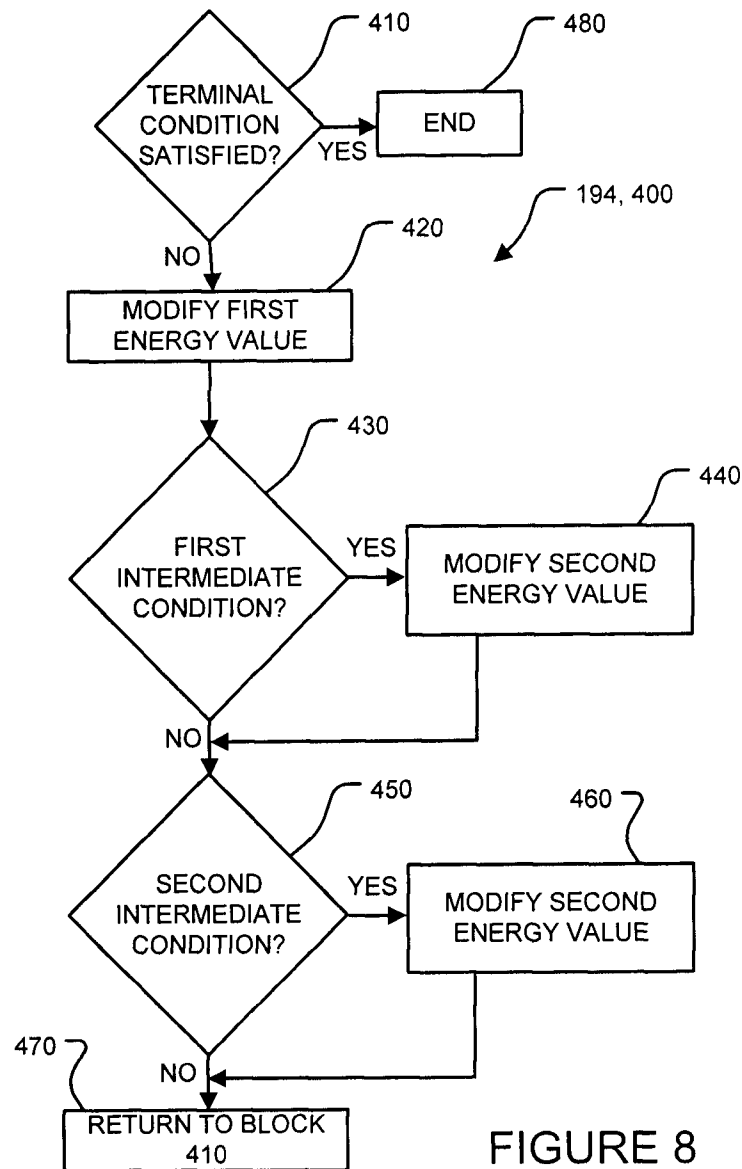 410
480
TERMINAL
CONDITION
SATISFIED?
END
YES
194, 400
NO
420
MODIFY FIRST
ENERGY VALUE
430
440
FIRST
INTERMEDIATE
CONDITION?
YES
MODIFY SECOND
ENERGY VALUE
NO
450
460
SECOND
INTERMEDIATE
CONDITION?
YES
MODIFY SECOND
ENERGY VALUE
470
NO
RETURN TO BLOCK
410
FIGURE 8